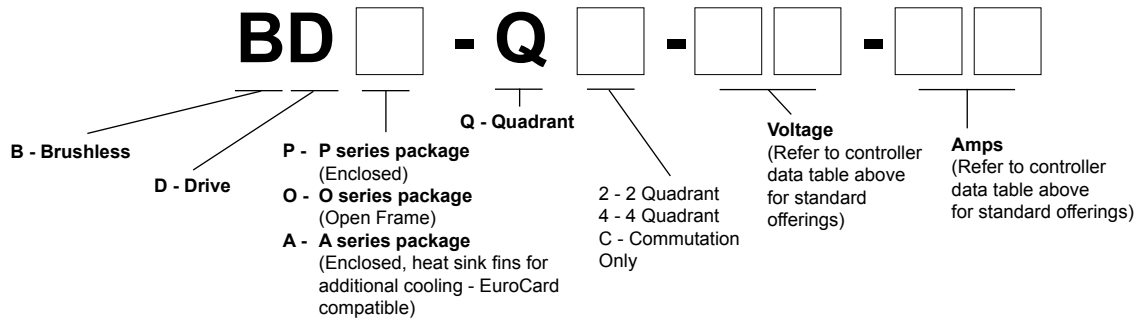 BD - Q - -
B - Brushless
D - Drive
P - P series package
(Enclosed)
O - O series package
(Open Frame)
A - A series package
(Enclosed, heat sink fins for
additional cooling - EuroCard
compatible)
Q - Quadrant
2 - 2 Quadrant
4 - 4 Quadrant
C - Commutation
Only
Voltage
(Refer to controller
data table above
for standard
offerings)
Amps
(Refer to controller
data table above
for standard offerings)